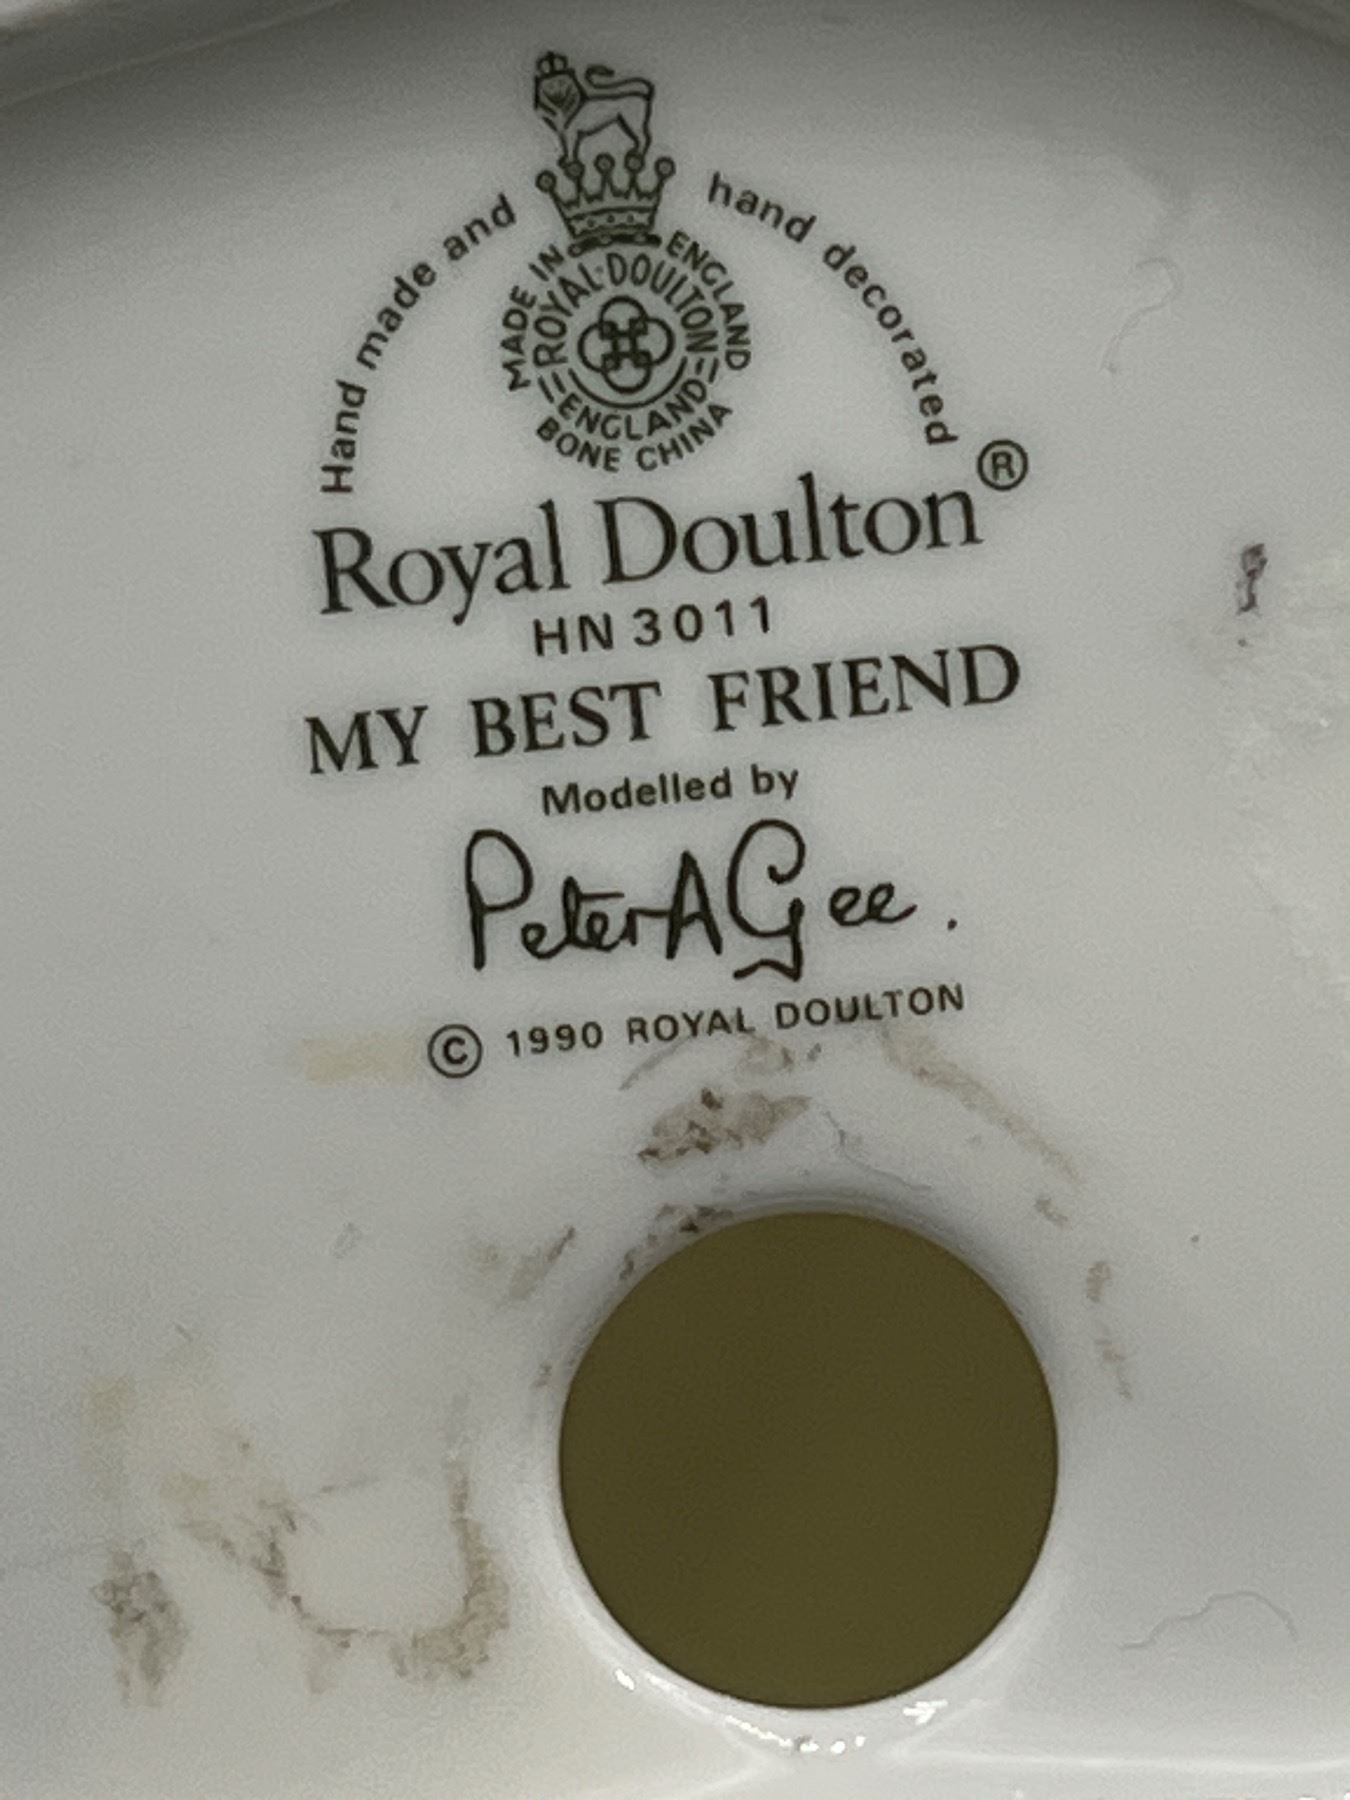 Hand made and hand decorated
MADE IN ENGLAND
ROYAL·DOULTON
ENGLAND
BONE CHINA
Royal Doulton®
HN 3011
MY BEST FRIEND
Modelled by
Peter A Gee.
© 1990 ROYAL DOULTON